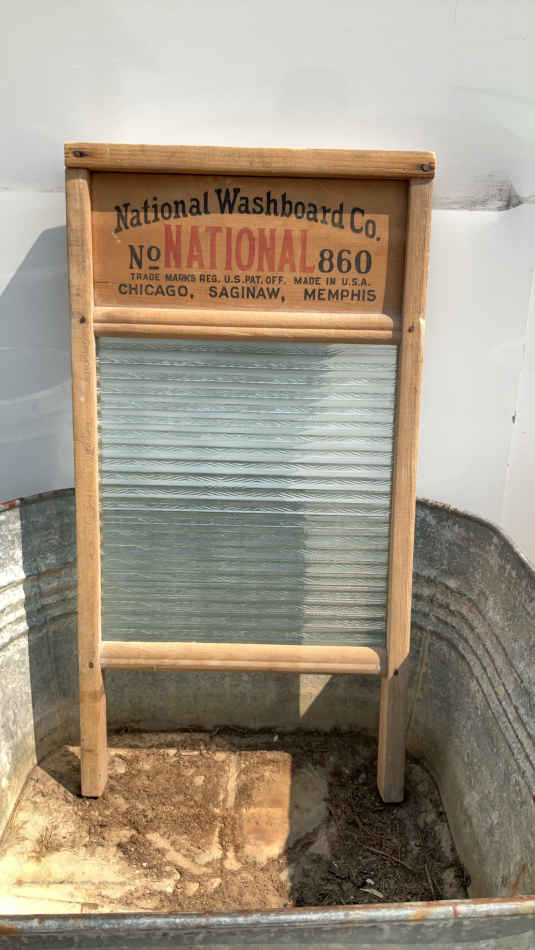 National Washboard Co.
No NATIONAL 860
TRADE MARKS REG. U.S. PAT. OFF. MADE IN U.S.A.
CHICAGO, SAGINAW, MEMPHIS